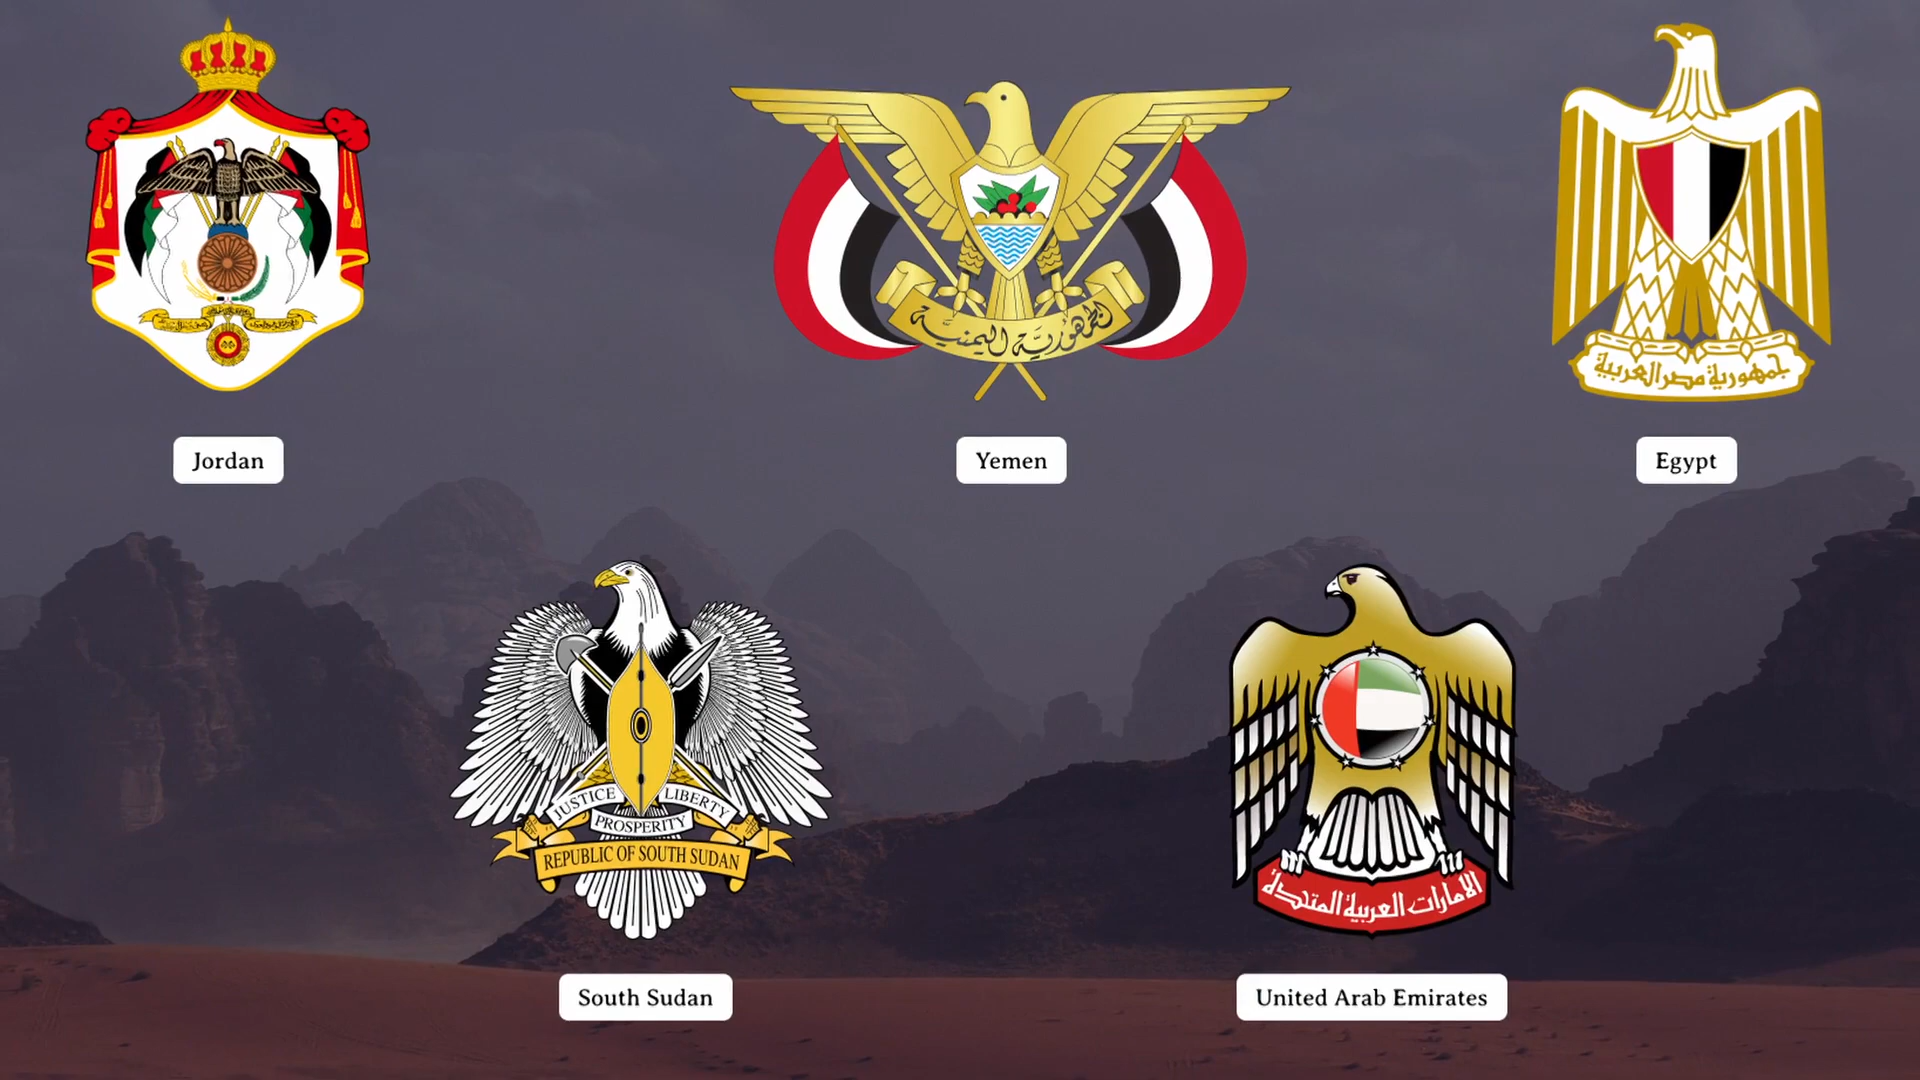 الجمهورية اليمنية
جمهورية مصر العربية
Jordan
Yemen
Egypt
JUSTICE
LIBERTY
PROSPERITY
REPUBLIC OF SOUTH SUDAN
الامارات العربية المتحدة
South Sudan
United Arab Emirates